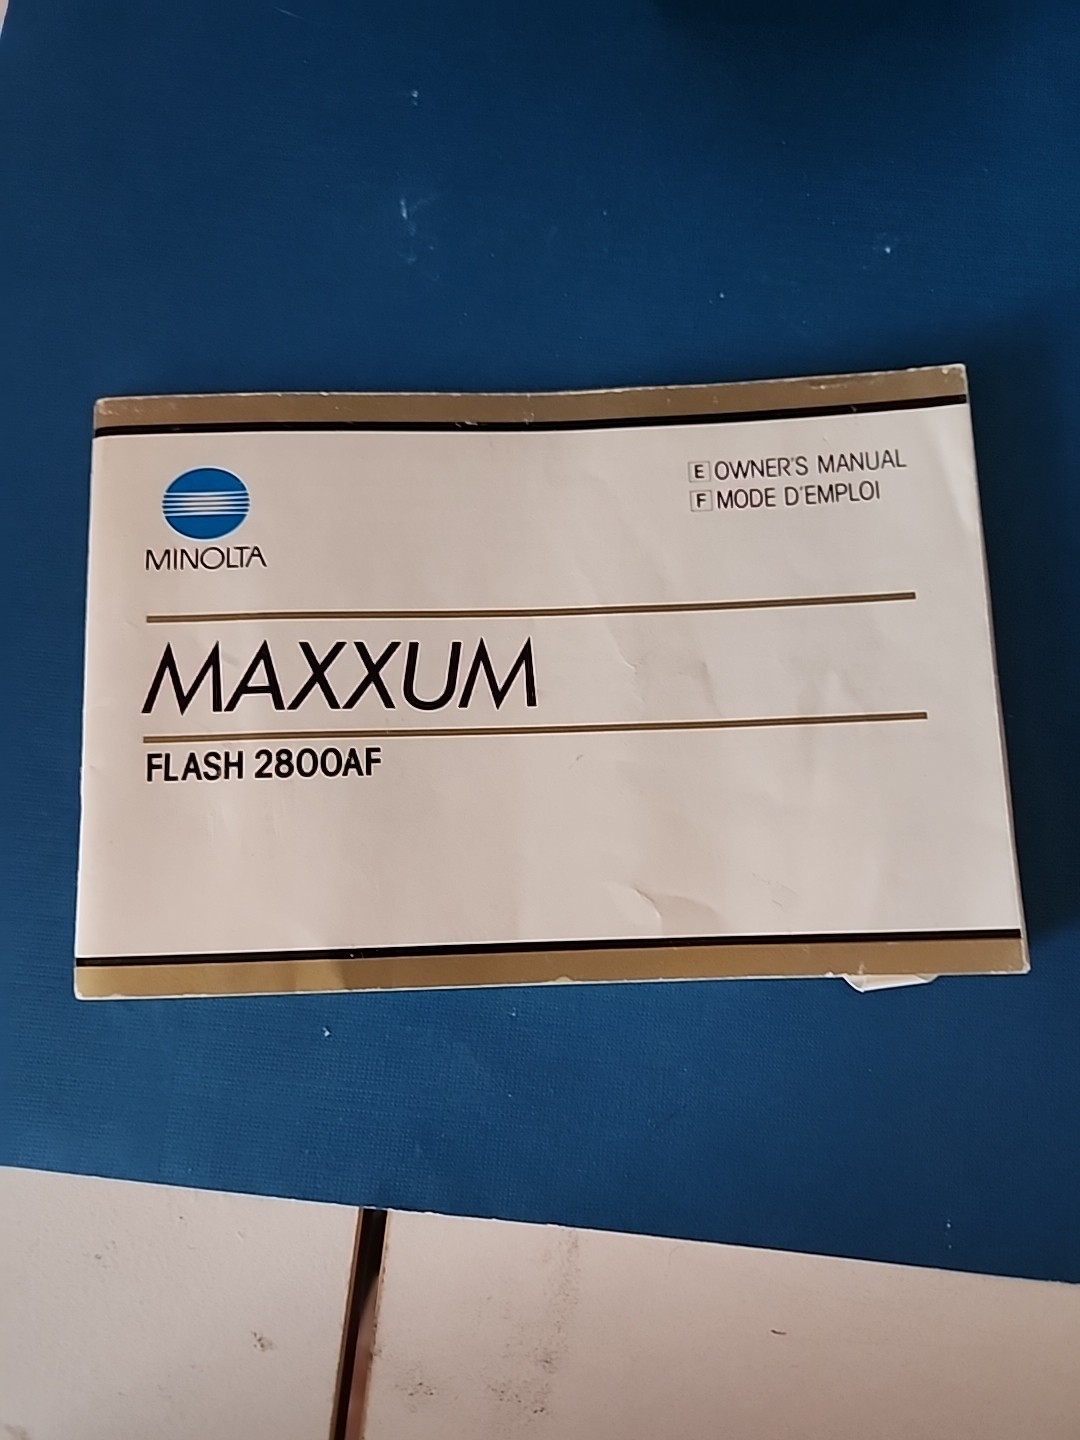 E OWNER'S MANUAL
F MODE D'EMPLOI
MINOLTA
MAXXUM
FLASH 2800AF